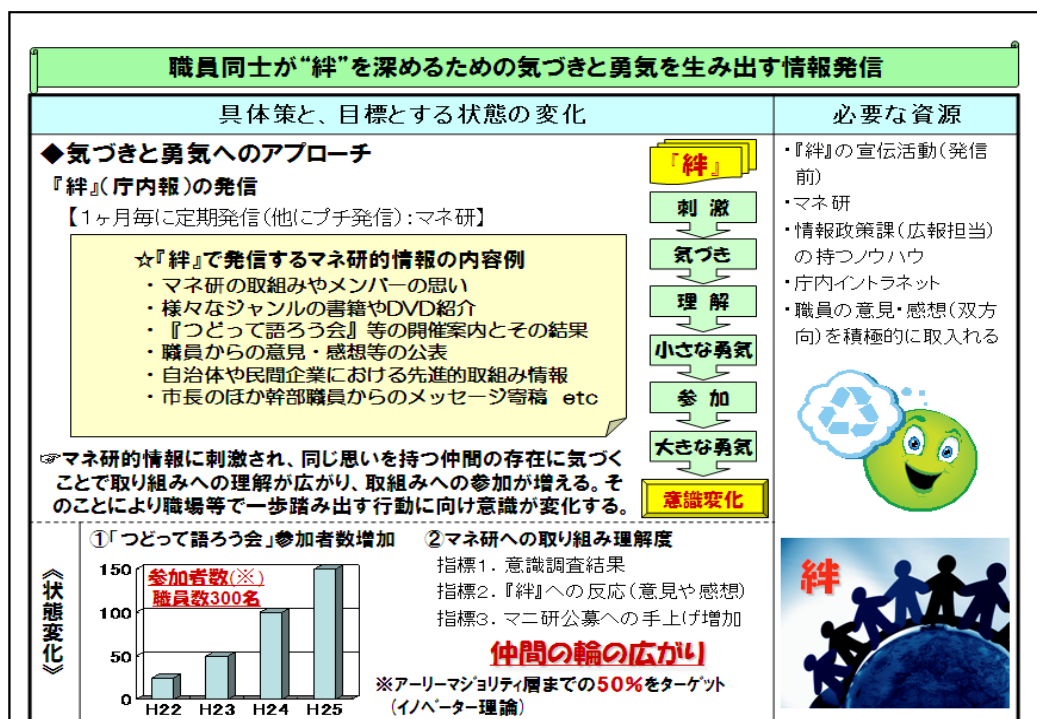 職員同士が“絆”を深めるための気づきと勇気を生み出す情報発信
具体策と、目標とする状態の変化
◆気づきと勇気へのアプローチ
『絆』(庁内報)の発信
【1ヶ月毎に定期発信(他にプチ発信):マネ研】
☆『絆』で発信するマネ研的情報の内容例
・マネ研の取組みやメンバーの思い
・様々なジャンルの書籍やDVD紹介
・『つどって語ろう会』等の開催案内とその結果
・職員からの意見・感想等の公表
・自治体や民間企業における先進的取組み情報
・市長のほか幹部職員からのメッセージ寄稿 etc
☞マネ研的情報に刺激され、同じ思いを持つ仲間の存在に気づく
ことで取り組みへの理解が広がり、取組みへの参加が増える。そ
のことにより職場等で一歩踏み出す行動に向け意識が変化する。
『絆』
刺 激
気づき
理 解
小さな勇気
参 加
大きな勇気
意識変化
必要な資源
・『絆』の宣伝活動(発信
前)
・マネ研
・情報政策課(広報担当)
の持つノウハウ
・庁内イントラネット
・職員の意見・感想(双方
向)を積極的に取入れる
絆
《状態変化》
①「つどって語ろう会」参加者数増加
参加者数(※)
職員数300名
150
100
50
0
H22 H23 H24 H25
②マネ研への取り組み理解度
指標1. 意識調査結果
指標2. 『絆』への反応(意見や感想)
指標3. マニ研公募への手上げ増加
仲間の輪の広がり
※アーリーマジョリティ層までの50%をターゲット
(イノベーター理論)